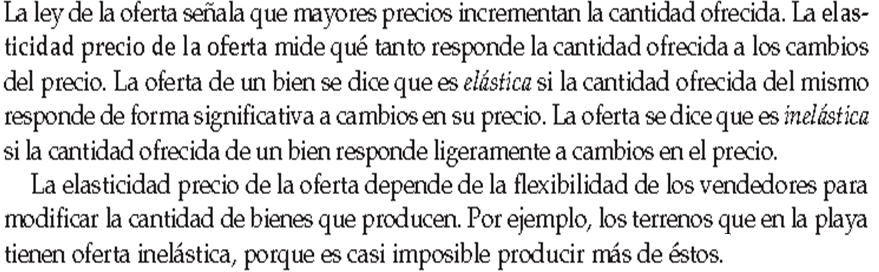 La ley de la oferta señala que mayores precios incrementan la cantidad ofrecida. La elas-
ticidad precio de la oferta mide qué tanto responde la cantidad ofrecida a los cambios
del precio. La oferta de un bien se dice que es elástica si la cantidad ofrecida del mismo
responde de forma significativa a cambios en su precio. La oferta se dice que es inelástica
si la cantidad ofrecida de un bien responde ligeramente a cambios en el precio.
La elasticidad precio de la oferta depende de la flexibilidad de los vendedores para
modificar la cantidad de bienes que producen. Por ejemplo, los terrenos que en la playa
tienen oferta inelástica, porque es casi imposible producir más de éstos.